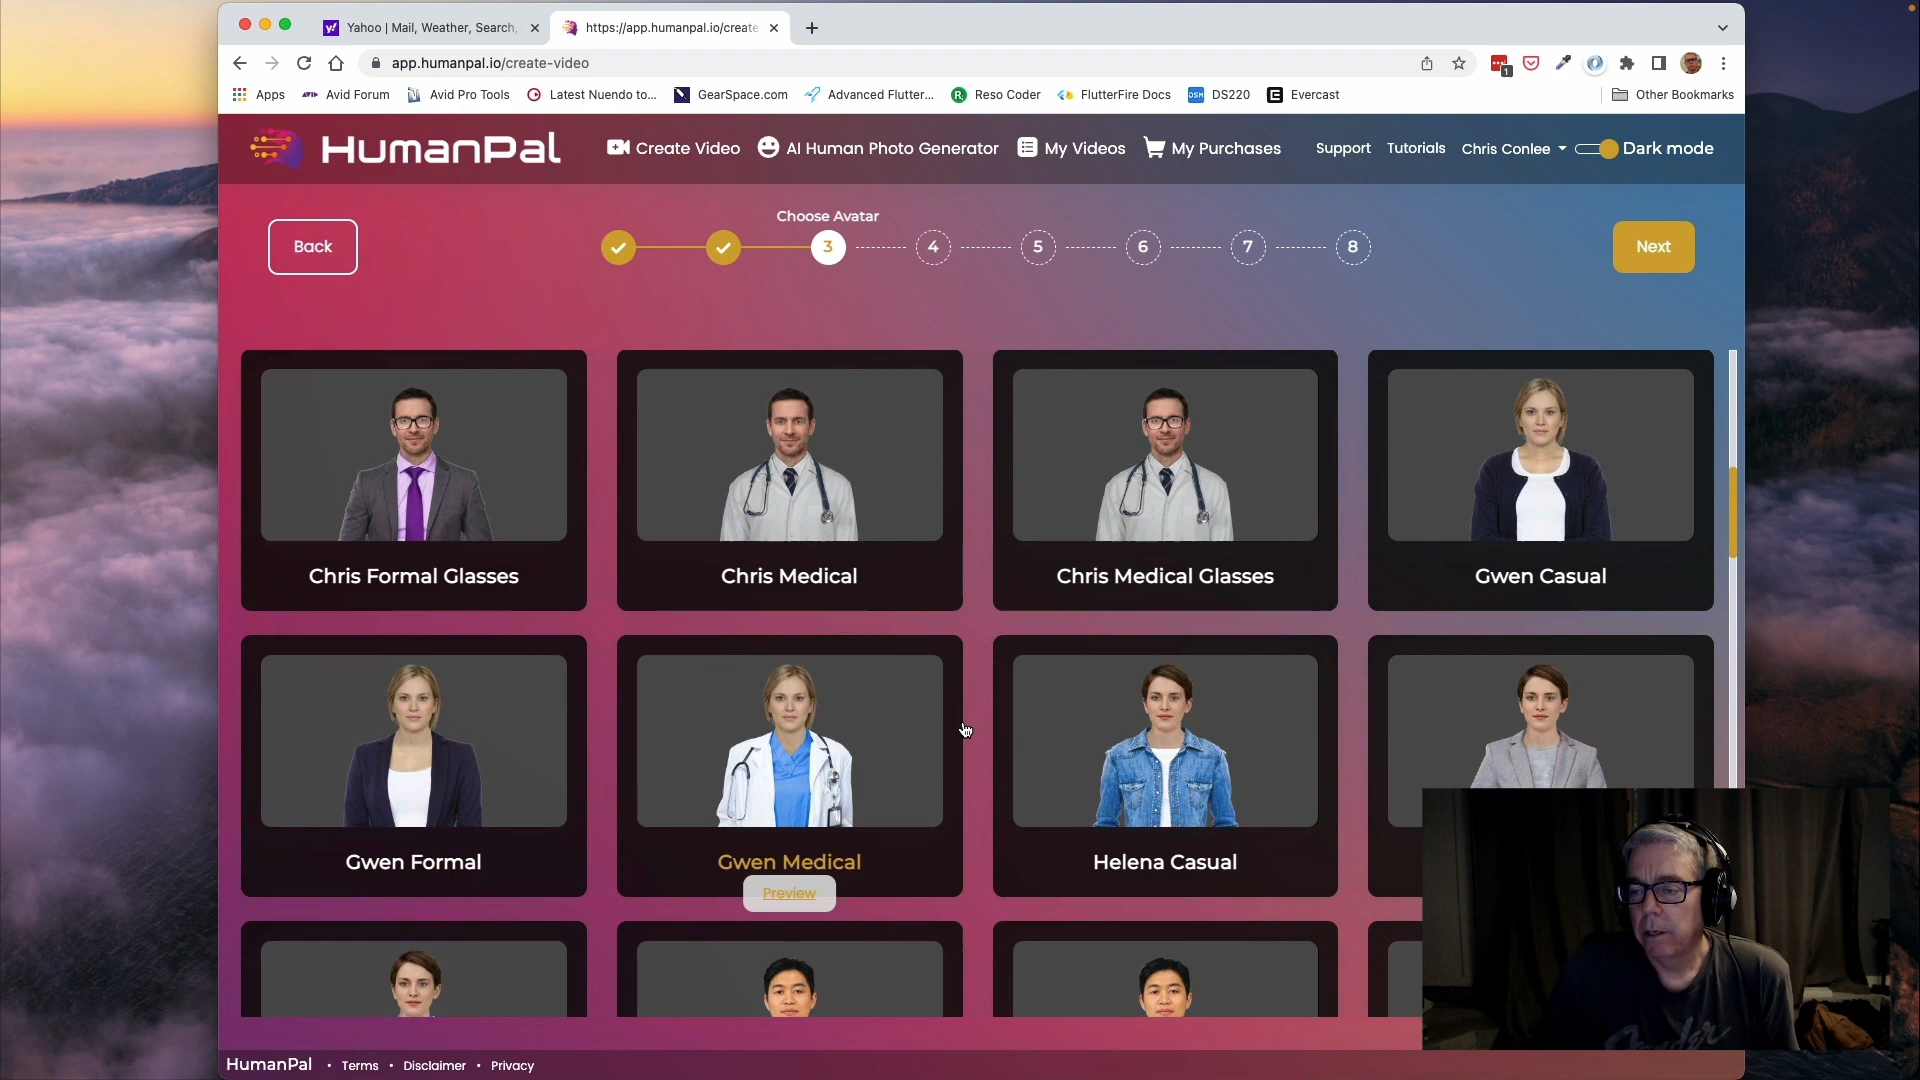 Yahoo | Mail, Weather, Search,
https://app.humanpal.io/create
app.humanpal.io/create-video
1
Apps
Avid Forum
Avid Pro Tools
Latest Nuendo to...
GearSpace.com
Advanced Flutter...
Reso Coder
FlutterFire Docs
DSM
DS220
Evercast
Other Bookmarks
HumanPal
Create Video
AI Human Photo Generator
My Videos
My Purchases
Support
Tutorials
Chris Conlee
Dark mode
Choose Avatar
Back
3
4
5
6
7
8
Next
Chris Formal Glasses
Chris Medical
Chris Medical Glasses
Gwen Casual
Gwen Formal
Gwen Medical
Helena Casual
Preview
Fender
HumanPal • Terms • Disclaimer • Privacy